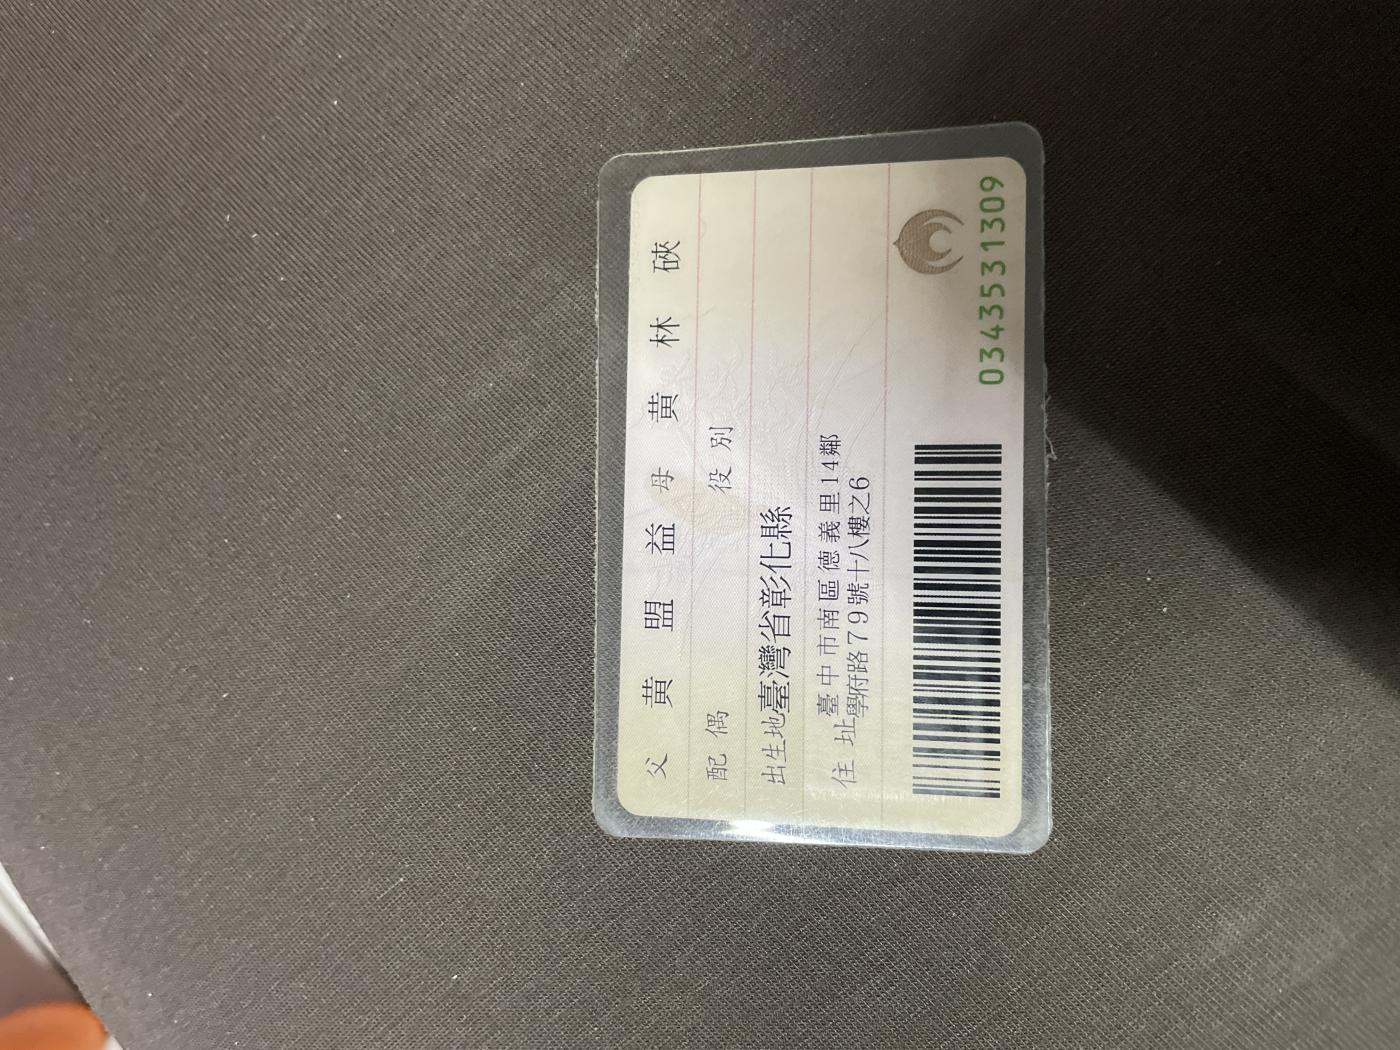 父 黃 盟 益 母 黃 林 硤
配 偶 役 別
出生地臺灣省彰化縣
住 址臺中市南區德義里14鄰
學府路79號十八樓之6
0343531309